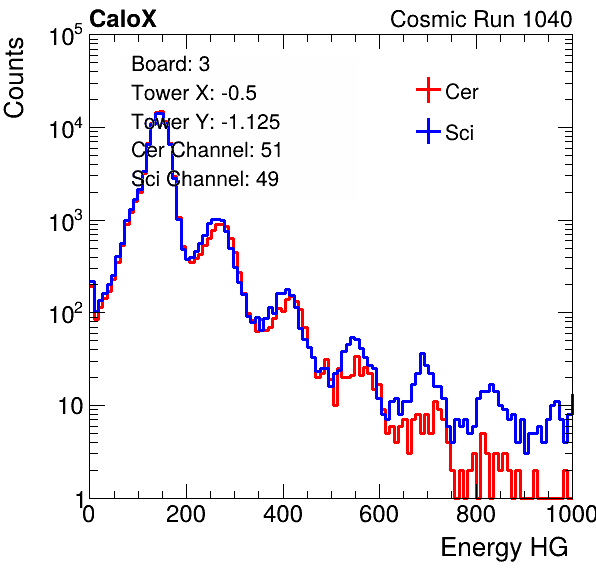 CaloX Cosmic Run 1040
Counts
10^5
10^4
10^3
10^2
10
1
Board: 3
Tower X: -0.5
Tower Y: -1.125
Cer Channel: 51
Sci Channel: 49
Cer
Sci
0 200 400 600 800 1000
Energy HG